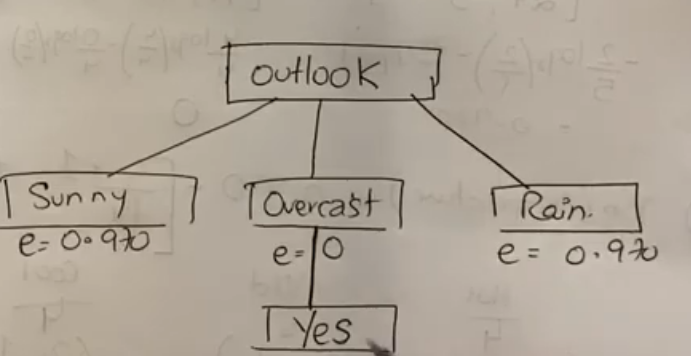 Outlook
Sunny
Overcast
Rain.
e= 0.970
e= 0
e= 0.970
Yes